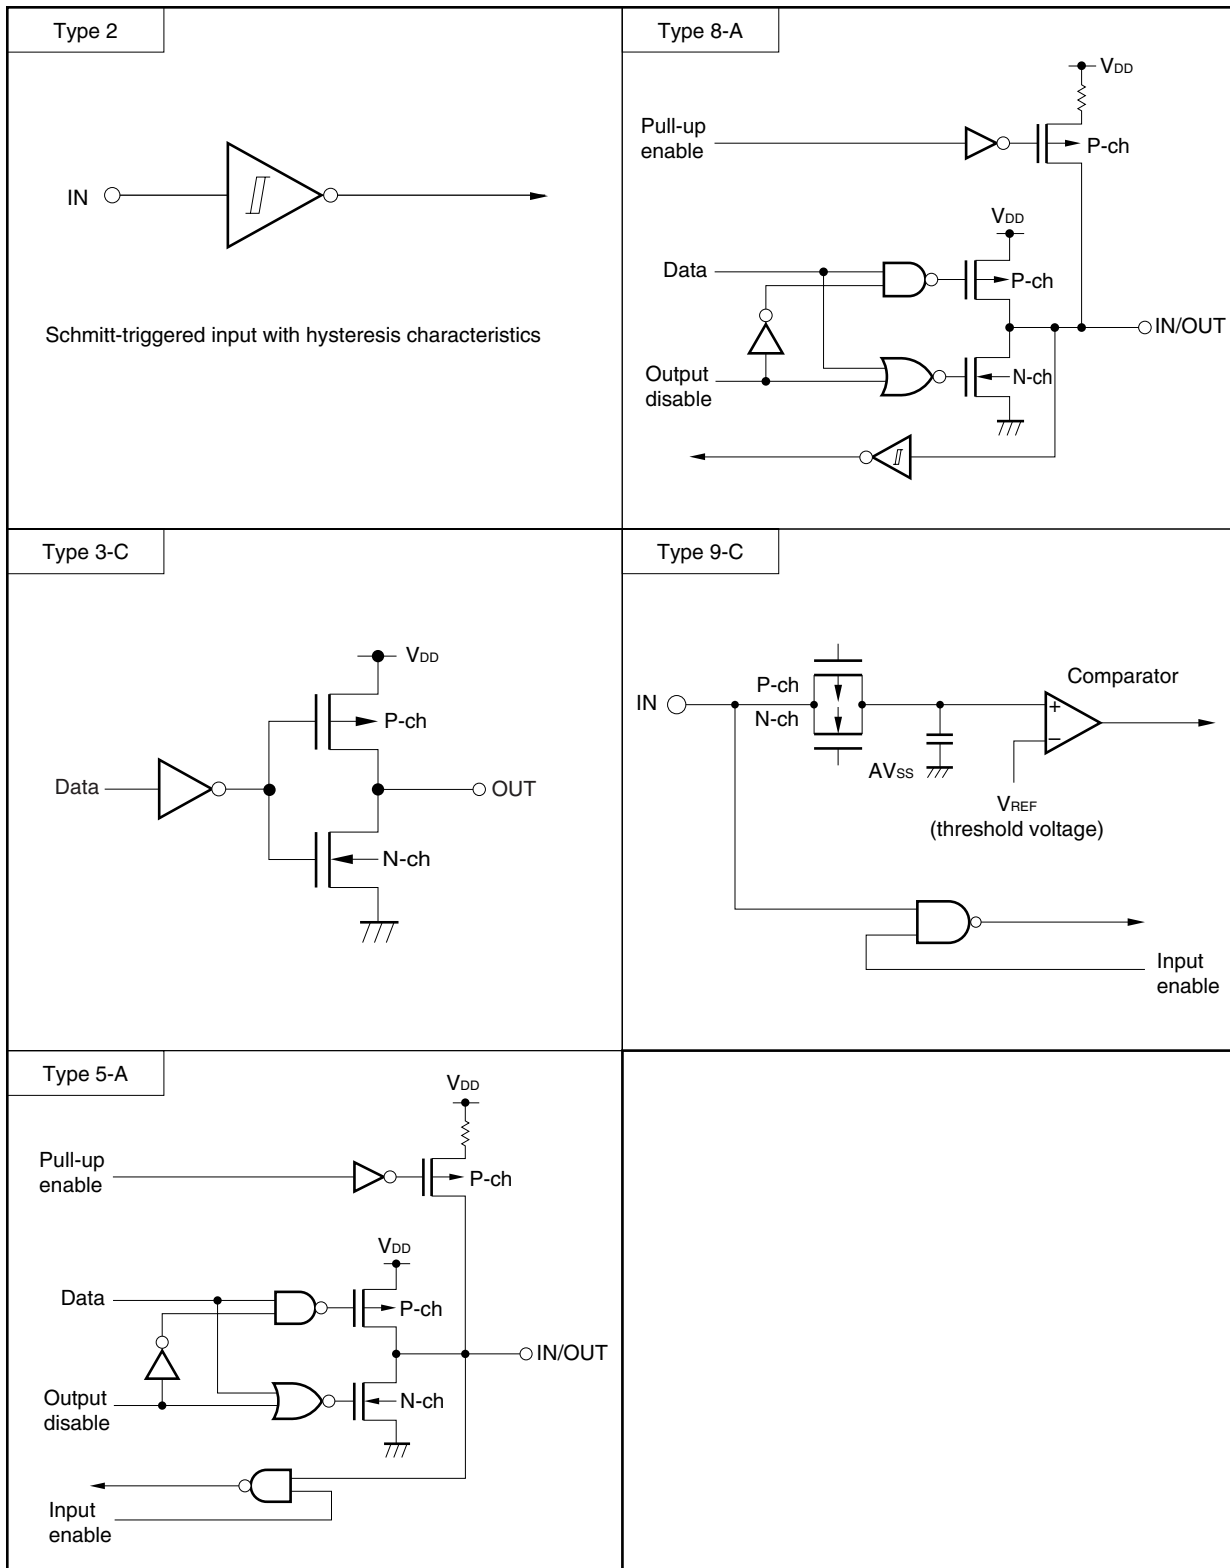 Type 2
IN
Schmitt-triggered input with hysteresis characteristics
Type 8-A
VDD
Pull-up
enable
P-ch
VDD
Data
P-ch
IN/OUT
Output
disable
N-ch
Type 3-C
VDD
P-ch
Data
OUT
N-ch
Type 9-C
P-ch
IN
N-ch
Comparator
+
−
AVSS
VREF
(threshold voltage)
Input
enable
Type 5-A
VDD
Pull-up
enable
P-ch
VDD
Data
P-ch
IN/OUT
Output
disable
N-ch
Input
enable